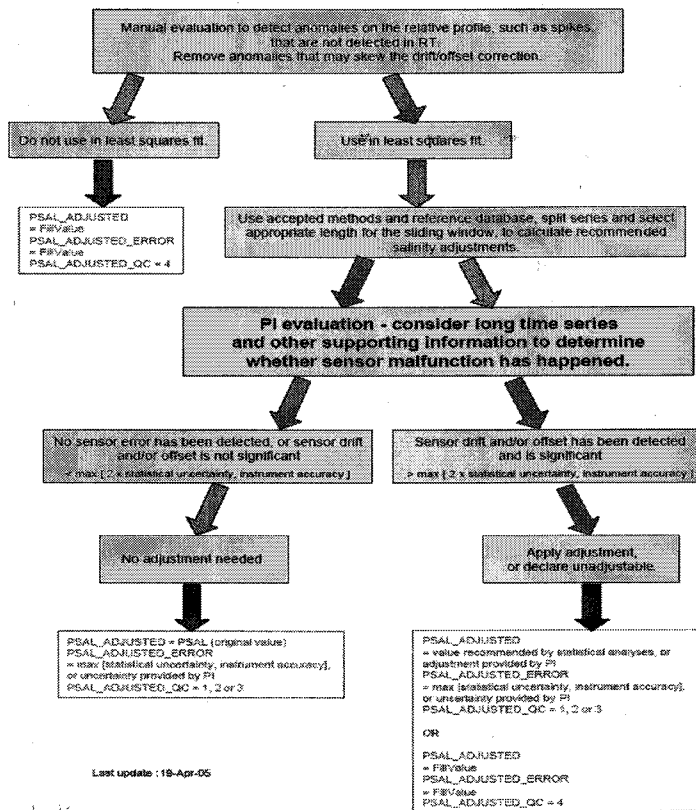 Manual evaluation to detect anomalies on the relative profile, such as spikes,
that are not detected in RT.
Remove anomalies that may skew the drift/offset correction.
Do not use in least squares fit.
Use in least squares fit.
PSAL_ADJUSTED
= FillValue
PSAL_ADJUSTED_ERROR
= FillValue
PSAL_ADJUSTED_QC = 4
Use accepted methods and reference database, split series and select
appropriate length for the sliding window, to calculate recommended
salinity adjustments.
PI evaluation - consider long time series
and other supporting information to determine
whether sensor malfunction has happened.
No sensor error has been detected, or sensor drift
and/or offset is not significant
< max [ 2 x statistical uncertainty, instrument accuracy ]
Sensor drift and/or offset has been detected
and is significant
> max [ 2 x statistical uncertainty, instrument accuracy ]
No adjustment needed
Apply adjustment,
or declare unadjustable.
PSAL_ADJUSTED = PSAL (original value)
PSAL_ADJUSTED_ERROR
= max [statistical uncertainty, instrument accuracy],
or uncertainty provided by PI
PSAL_ADJUSTED_QC = 1, 2 or 3
PSAL_ADJUSTED
= value recommended by statistical analyses, or
adjustment provided by PI
PSAL_ADJUSTED_ERROR
= max [statistical uncertainty, instrument accuracy],
or uncertainty provided by PI
PSAL_ADJUSTED_QC = 1, 2 or 3
OR
PSAL_ADJUSTED
= FillValue
PSAL_ADJUSTED_ERROR
= FillValue
PSAL_ADJUSTED_QC = 4
Last update : 19-Apr-05